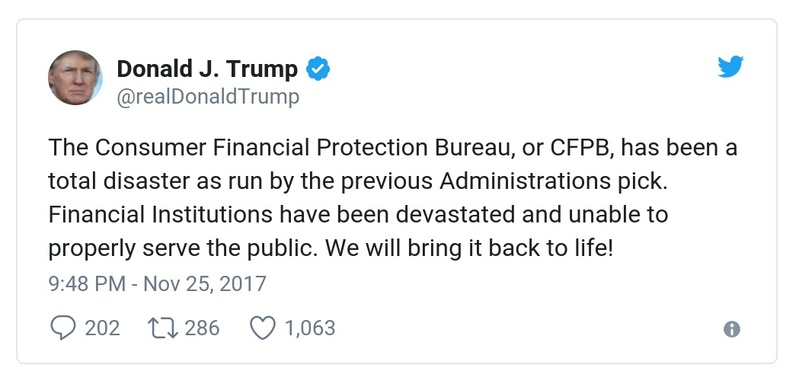 Donald J. Trump
@realDonaldTrump
The Consumer Financial Protection Bureau, or CFPB, has been a
total disaster as run by the previous Administrations pick.
Financial Institutions have been devastated and unable to
properly serve the public. We will bring it back to life!
9:48 PM - Nov 25, 2017
202 286 1,063